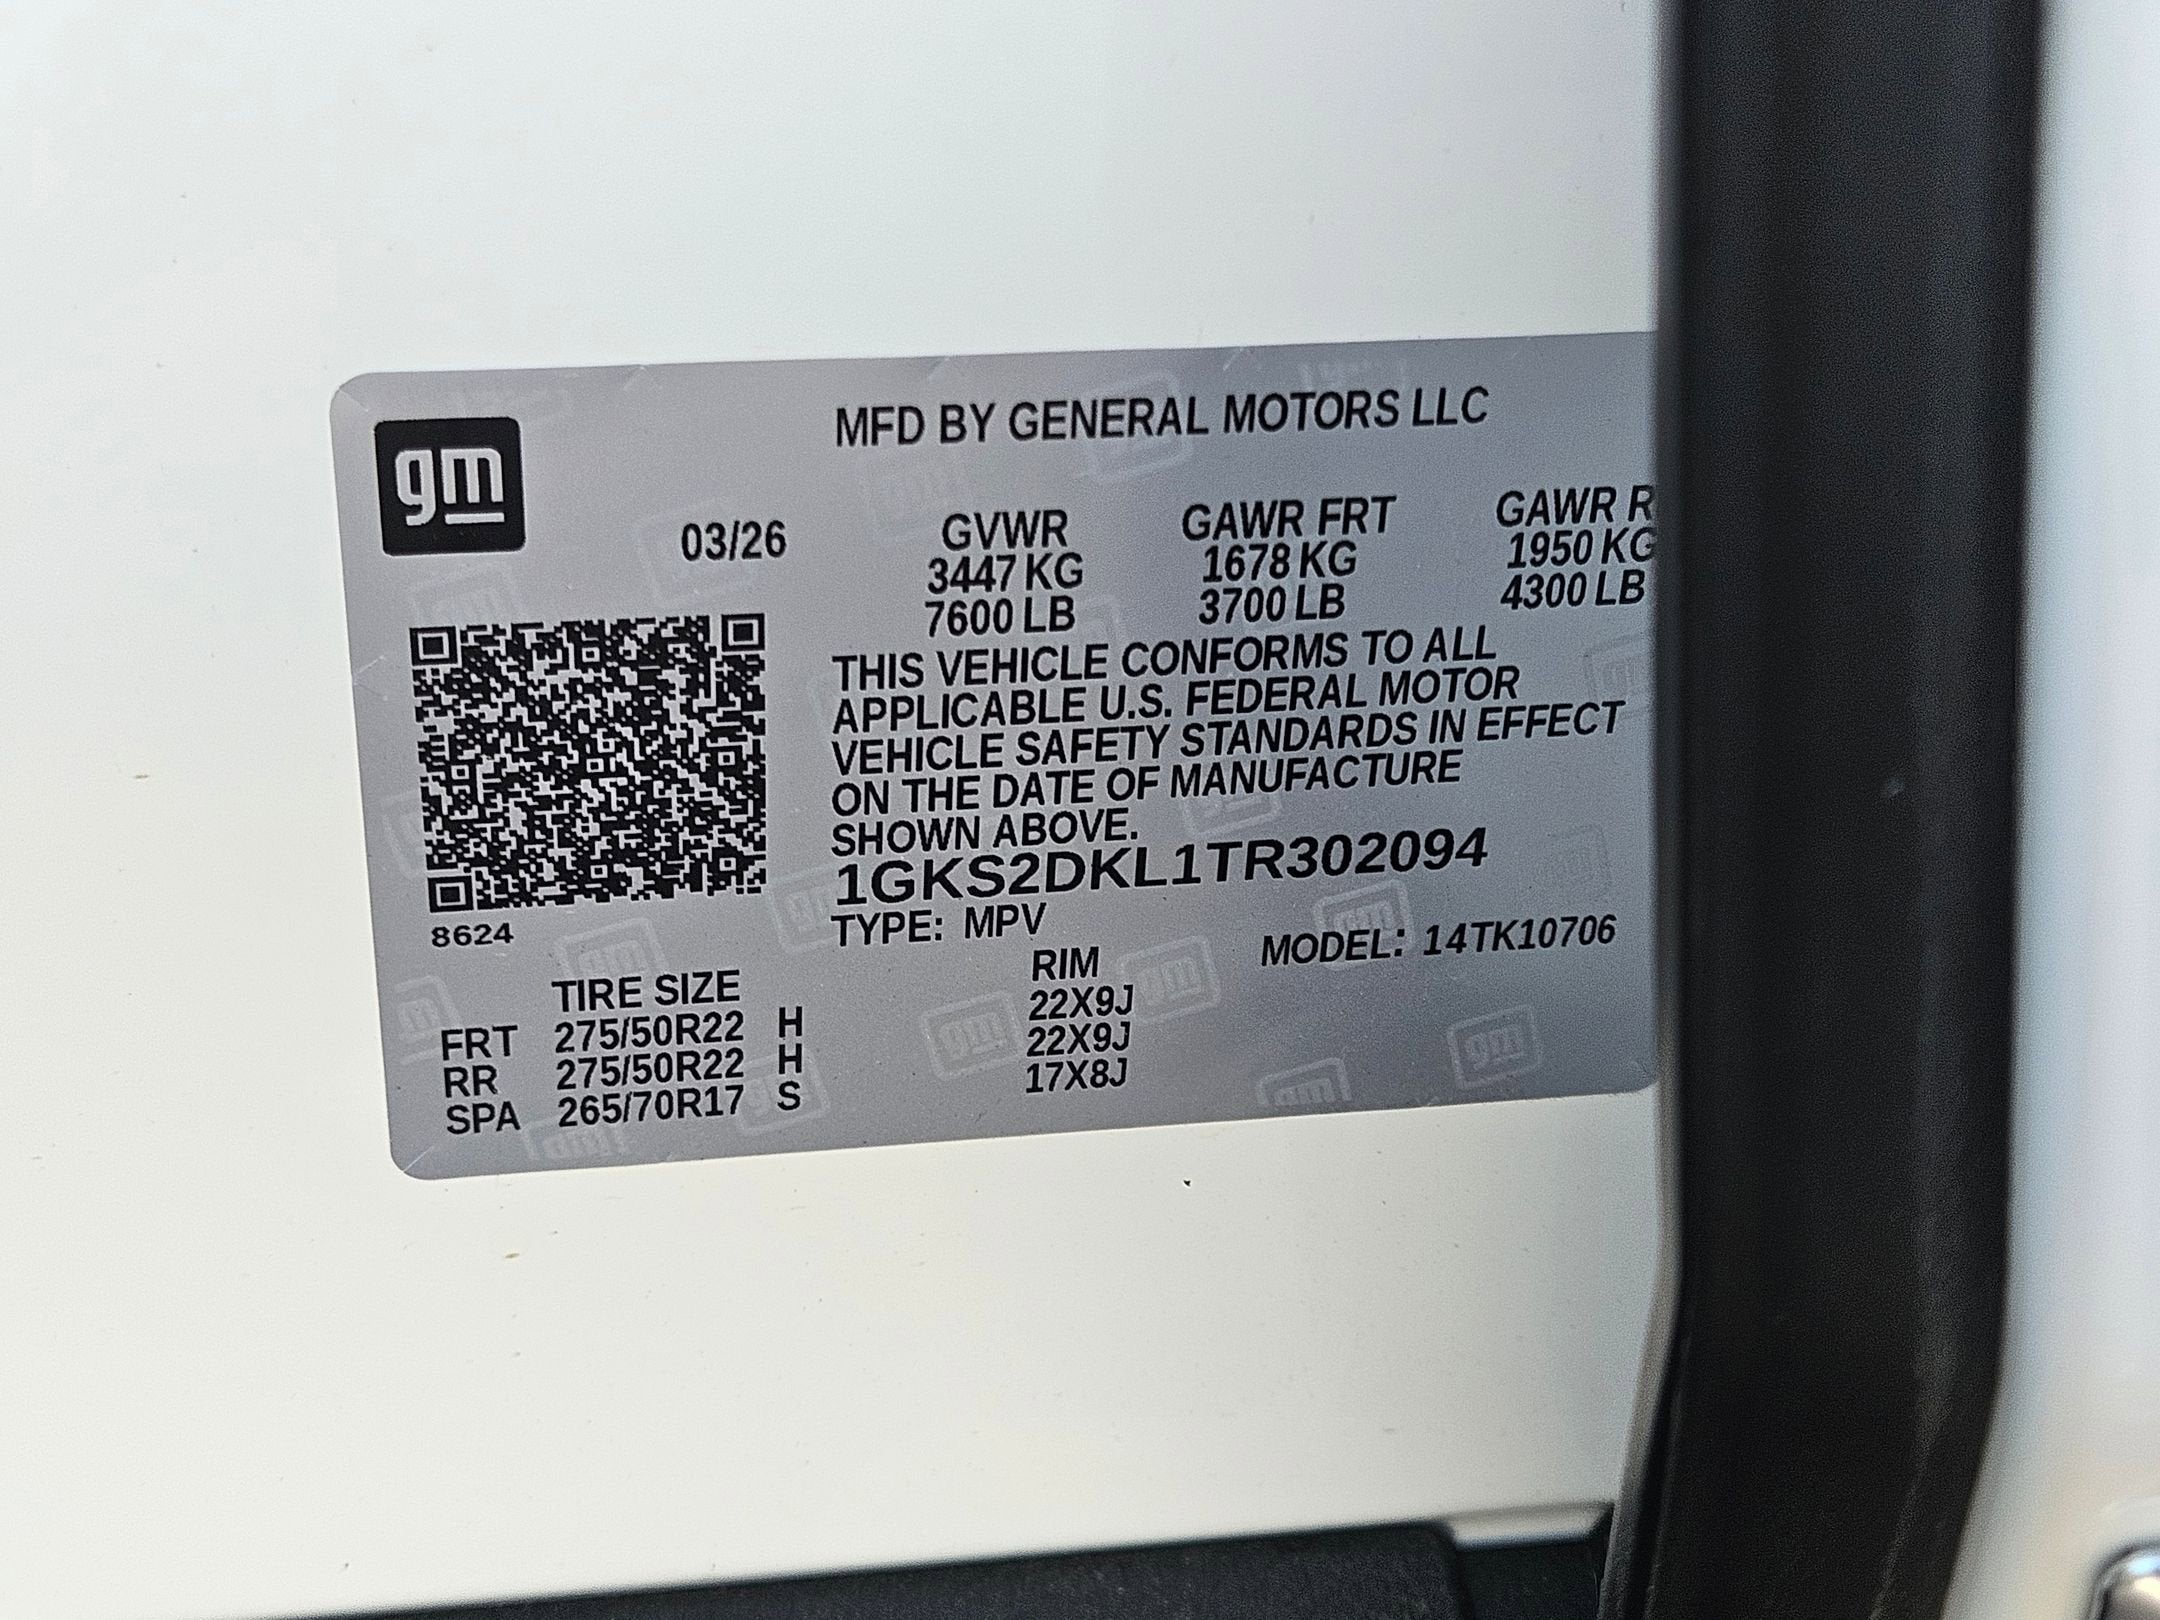 gm
MFD BY GENERAL MOTORS LLC
03/26
GVWR GAWR FRT GAWR R
3447 KG 1678 KG 1950 KG
7600 LB 3700 LB 4300 LB
THIS VEHICLE CONFORMS TO ALL
APPLICABLE U.S. FEDERAL MOTOR
VEHICLE SAFETY STANDARDS IN EFFECT
ON THE DATE OF MANUFACTURE
SHOWN ABOVE.
1GKS2DKL1TR302094
TYPE: MPV MODEL: 14TK10706
8624
TIRE SIZE RIM
FRT 275/50R22 H 22X9J
RR 275/50R22 H 22X9J
SPA 265/70R17 S 17X8J